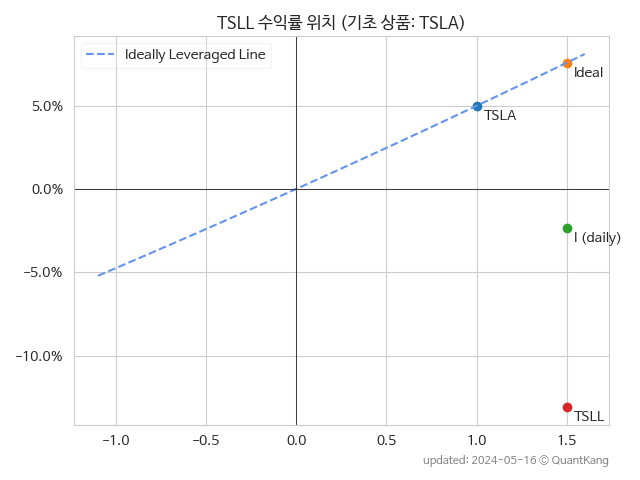 TSLL 수익률 위치 (기초 상품: TSLA)
Ideally Leveraged Line
Ideal
5.0%
TSLA
0.0%
I (daily)
−5.0%
−10.0%
TSLL
−1.0
−0.5
0.0
0.5
1.0
1.5
updated: 2024-05-16 © QuantKang